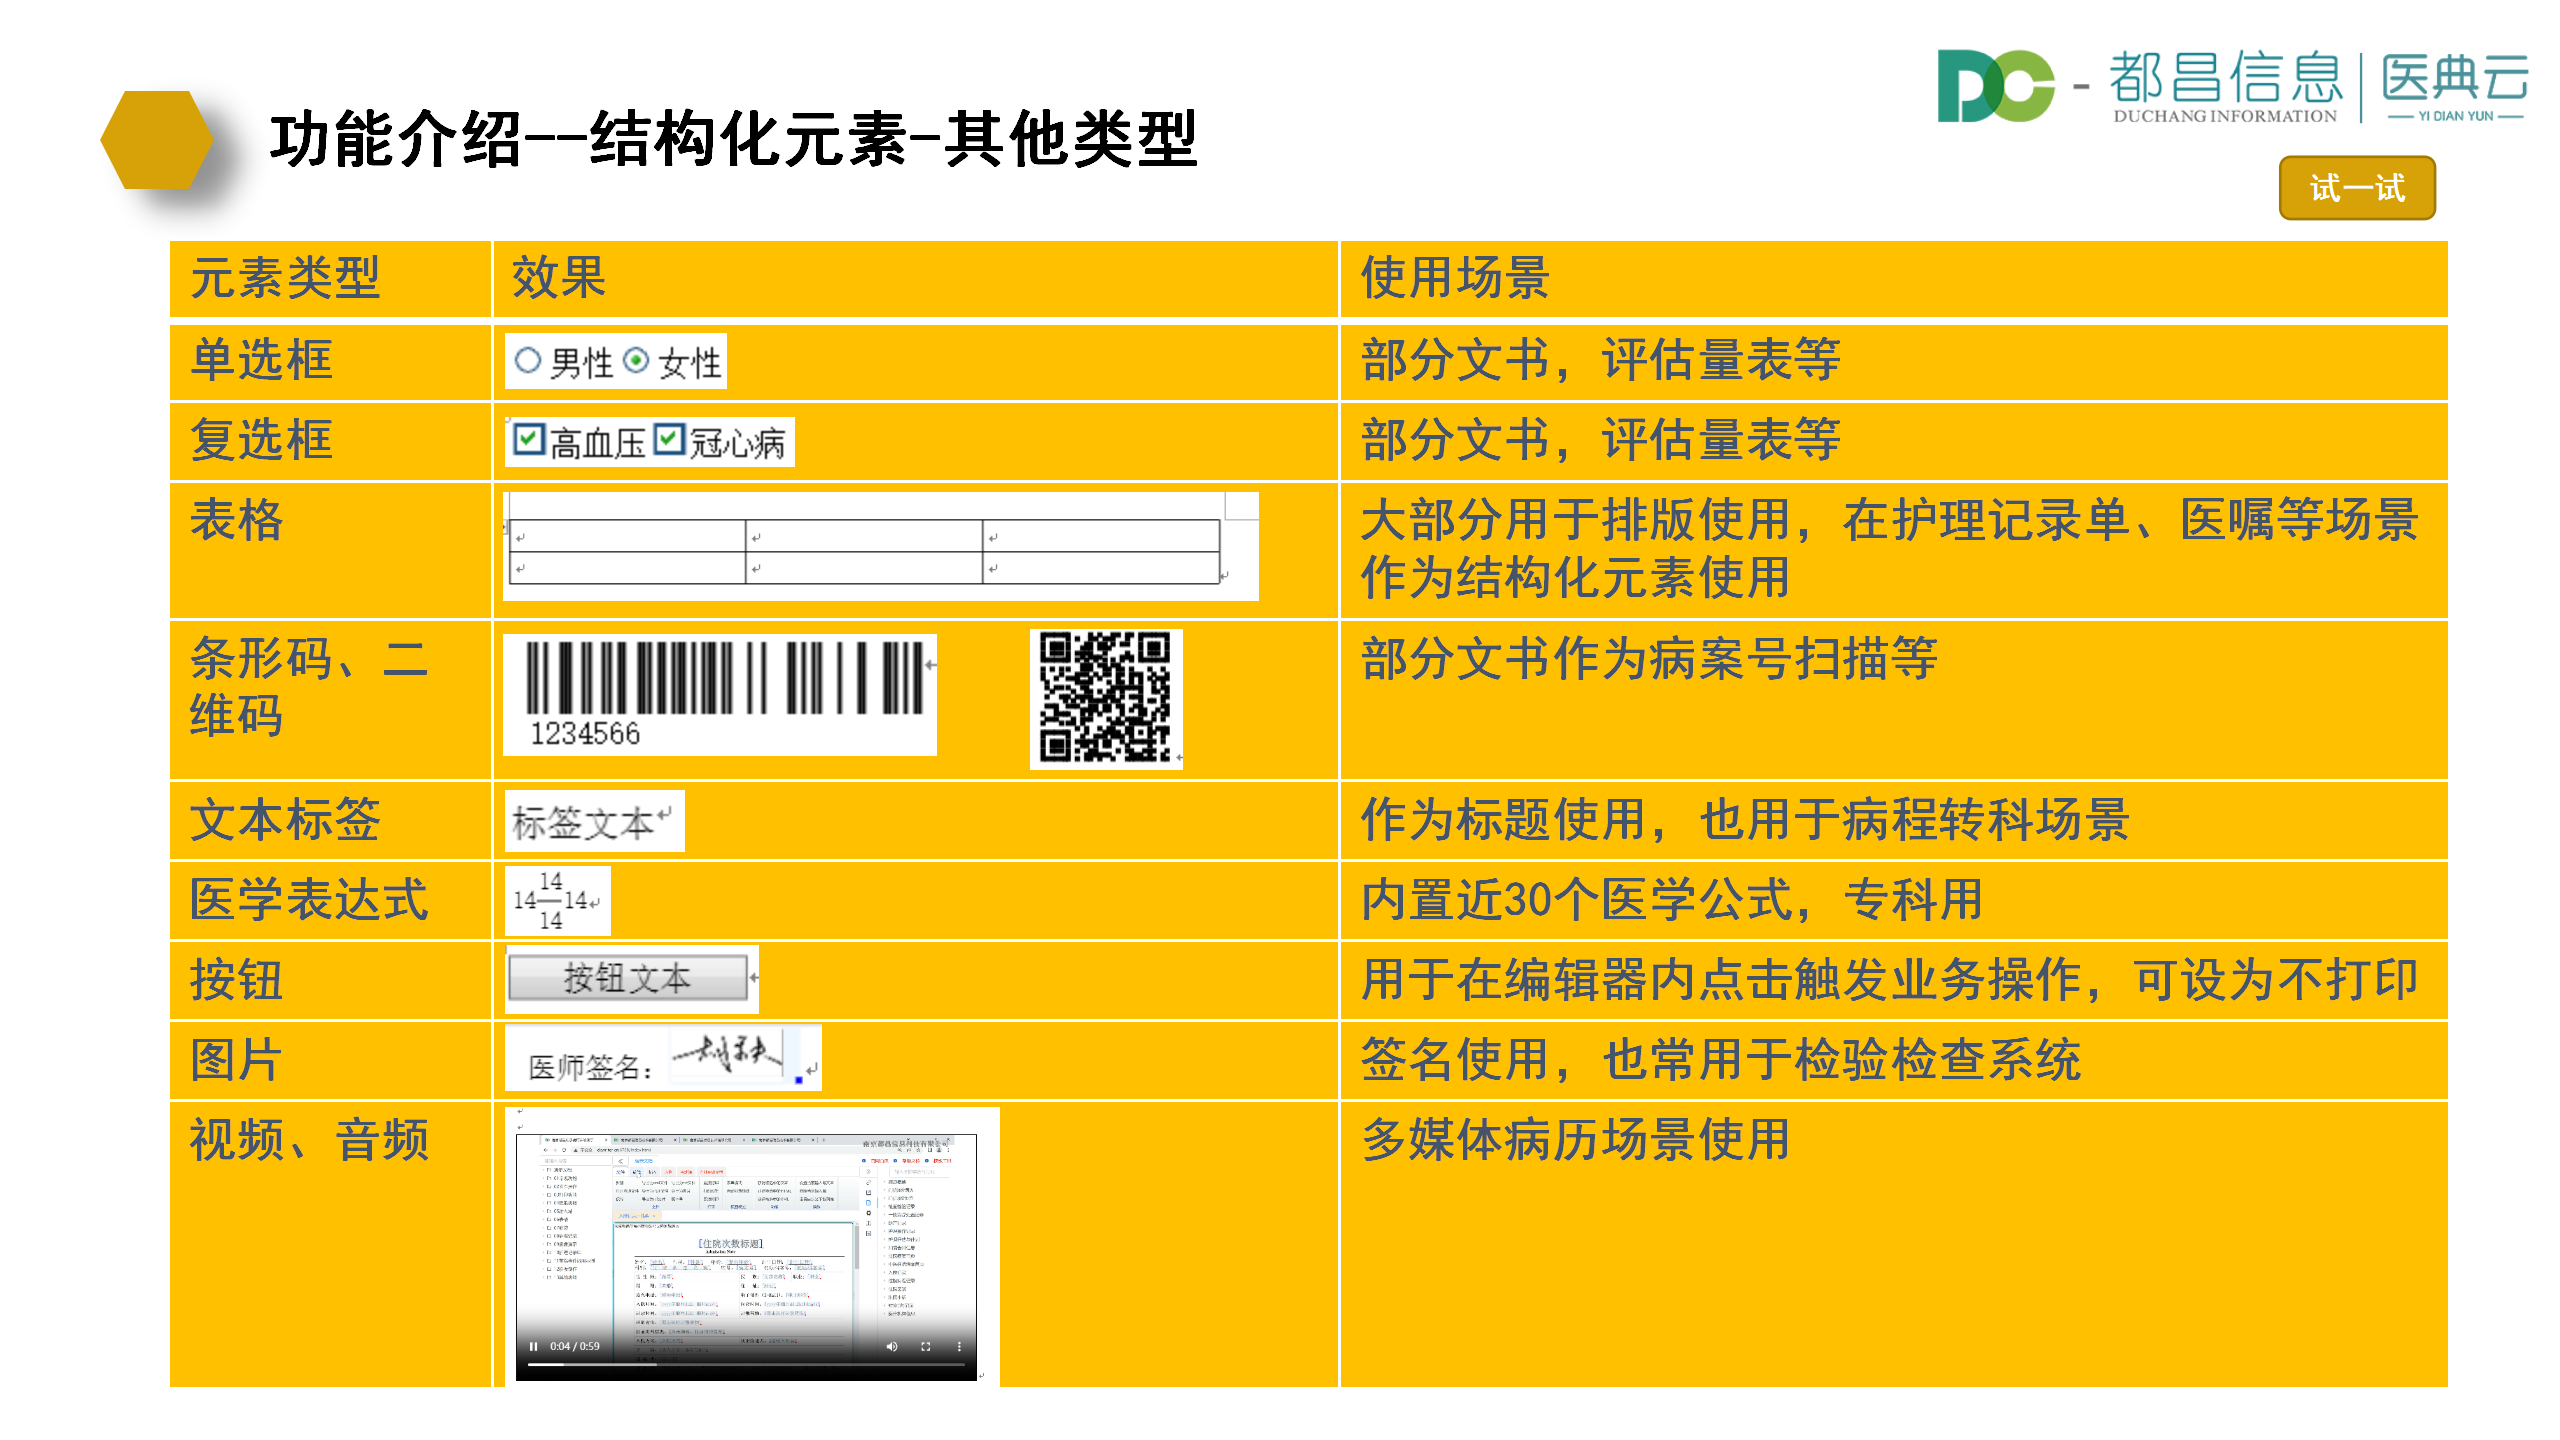 DC - 都昌信息 | 医典云
DUCHANG INFORMATION
YI DIAN YUN
功能介绍--结构化元素-其他类型
试一试
元素类型 效果 使用场景
单选框 男性 女性 部分文书，评估量表等
复选框 高血压 冠心病 部分文书，评估量表等
表格 大部分用于排版使用，在护理记录单、医嘱等场景
作为结构化元素使用
条形码、二
维码
1234566
部分文书作为病案号扫描等
文本标签 标签文本 作为标题使用，也用于病程转科场景
医学表达式 14 14 14 14 内置近30个医学公式，专科用
按钮 按钮文本 用于在编辑器内点击触发业务操作，可设为不打印
图片 医师签名： 签名使用，也常用于检验检查系统
视频、音频 多媒体病历场景使用
[住院次数标题]
0:04 / 0:59